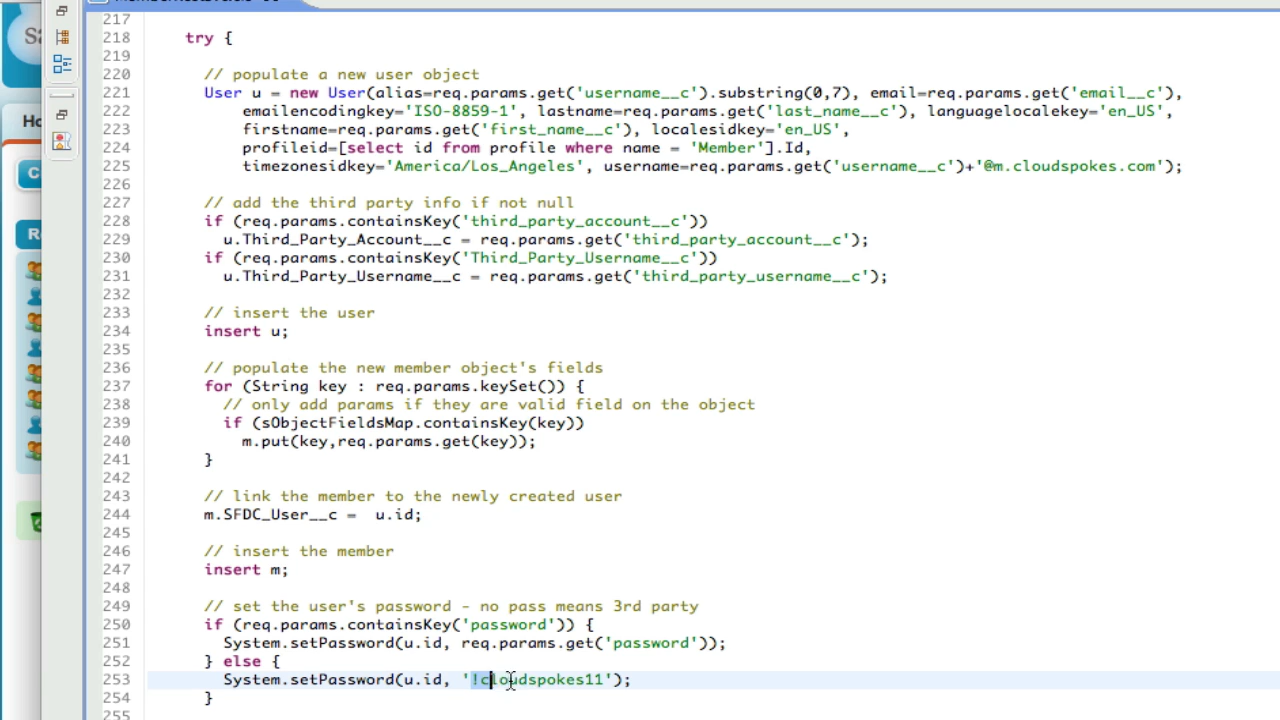 217
218 try {
219
220 // populate a new user object
221 User u = new User(alias=req.params.get('username__c').substring(0,7), email=req.params.get('email__c'),
222 emailencodingkey='ISO-8859-1', lastname=req.params.get('last_name__c'), languagelocalekey='en_US',
223 firstname=req.params.get('first_name__c'), localesidkey='en_US',
224 profileid=[select id from profile where name = 'Member'].Id,
225 timezonesidkey='America/Los_Angeles', username=req.params.get('username__c')+'@m.cloudspokes.com');
226
227 // add the third party info if not null
228 if (req.params.containsKey('third_party_account__c'))
229 u.Third_Party_Account__c = req.params.get('third_party_account__c');
230 if (req.params.containsKey('Third_Party_Username__c'))
231 u.Third_Party_Username__c = req.params.get('third_party_username__c');
232
233 // insert the user
234 insert u;
235
236 // populate the new member object's fields
237 for (String key : req.params.keySet()) {
238 // only add params if they are valid field on the object
239 if (sObjectFieldsMap.containsKey(key))
240 m.put(key,req.params.get(key));
241 }
242
243 // link the member to the newly created user
244 m.SFDC_User__c =  u.id;
245
246 // insert the member
247 insert m;
248
249 // set the user's password - no pass means 3rd party
250 if (req.params.containsKey('password')) {
251 System.setPassword(u.id, req.params.get('password'));
252 } else {
253 System.setPassword(u.id, '!cloudspokes11');
254 }
255